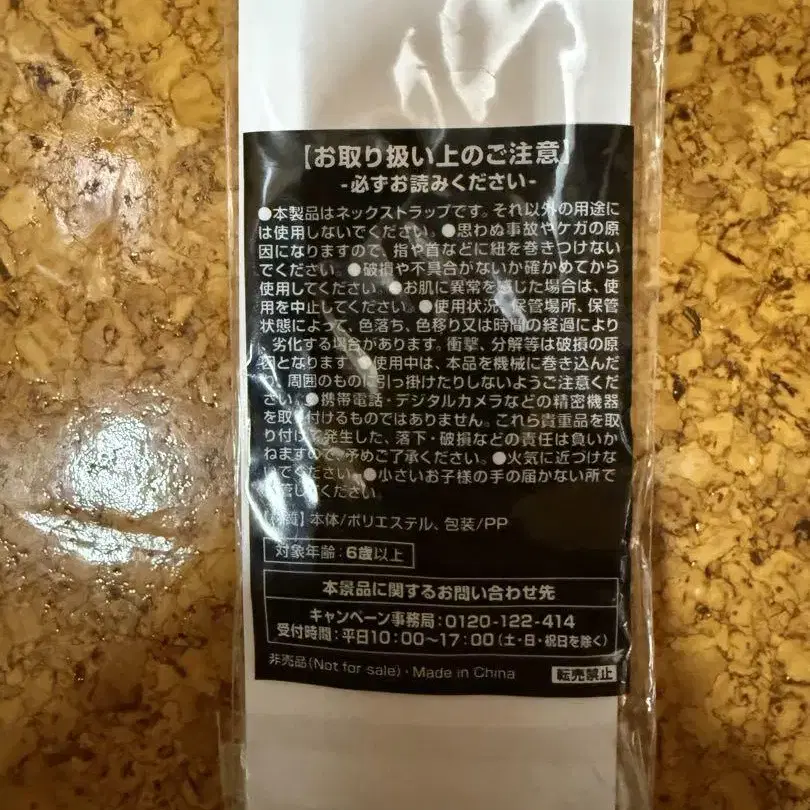 【お取り扱い上のご注意】
-必ずお読みください-
●本製品はネックストラップです。それ以外の用途に
は使用しないでください。●思わぬ事故やケガの原
因になりますので、指や首などに紐を巻きつけない
でください。●破損や不具合がないか確かめてから
使用してください。●お肌に異常を感じた場合は、使
用を中止してください。●使用状況、保管場所、保管
状態によって、色落ち、色移り又は時間の経過により
劣化する場合があります。衝撃、分解等は破損の原
因となります。●使用中は、本品を機械に巻き込んだ
り、周囲のものに引っ掛けたりしないようご注意くだ
さい。●携帯電話・デジタルカメラなどの精密機器
を取り付けるものではありません。これら貴重品を取
り付けて発生した、落下・破損などの責任は負いか
ねますので、予めご了承ください。●火気に近づけな
いでください。●小さいお子様の手の届かない所で
管してください。
【材質】本体/ポリエステル、包装/PP
対象年齢:6歳以上
本景品に関するお問い合わせ先
キャンペーン事務局:0120-122-414
受付時間:平日10:00〜17:00(土・日・祝日を除く)
非売品(Not for sale)・Made in China 転売禁止